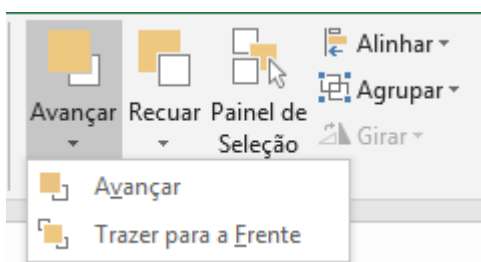 Avançar
Recuar
Painel de
Seleção
Alinhar
Agrupar
Girar
Avançar
Trazer para a Frente